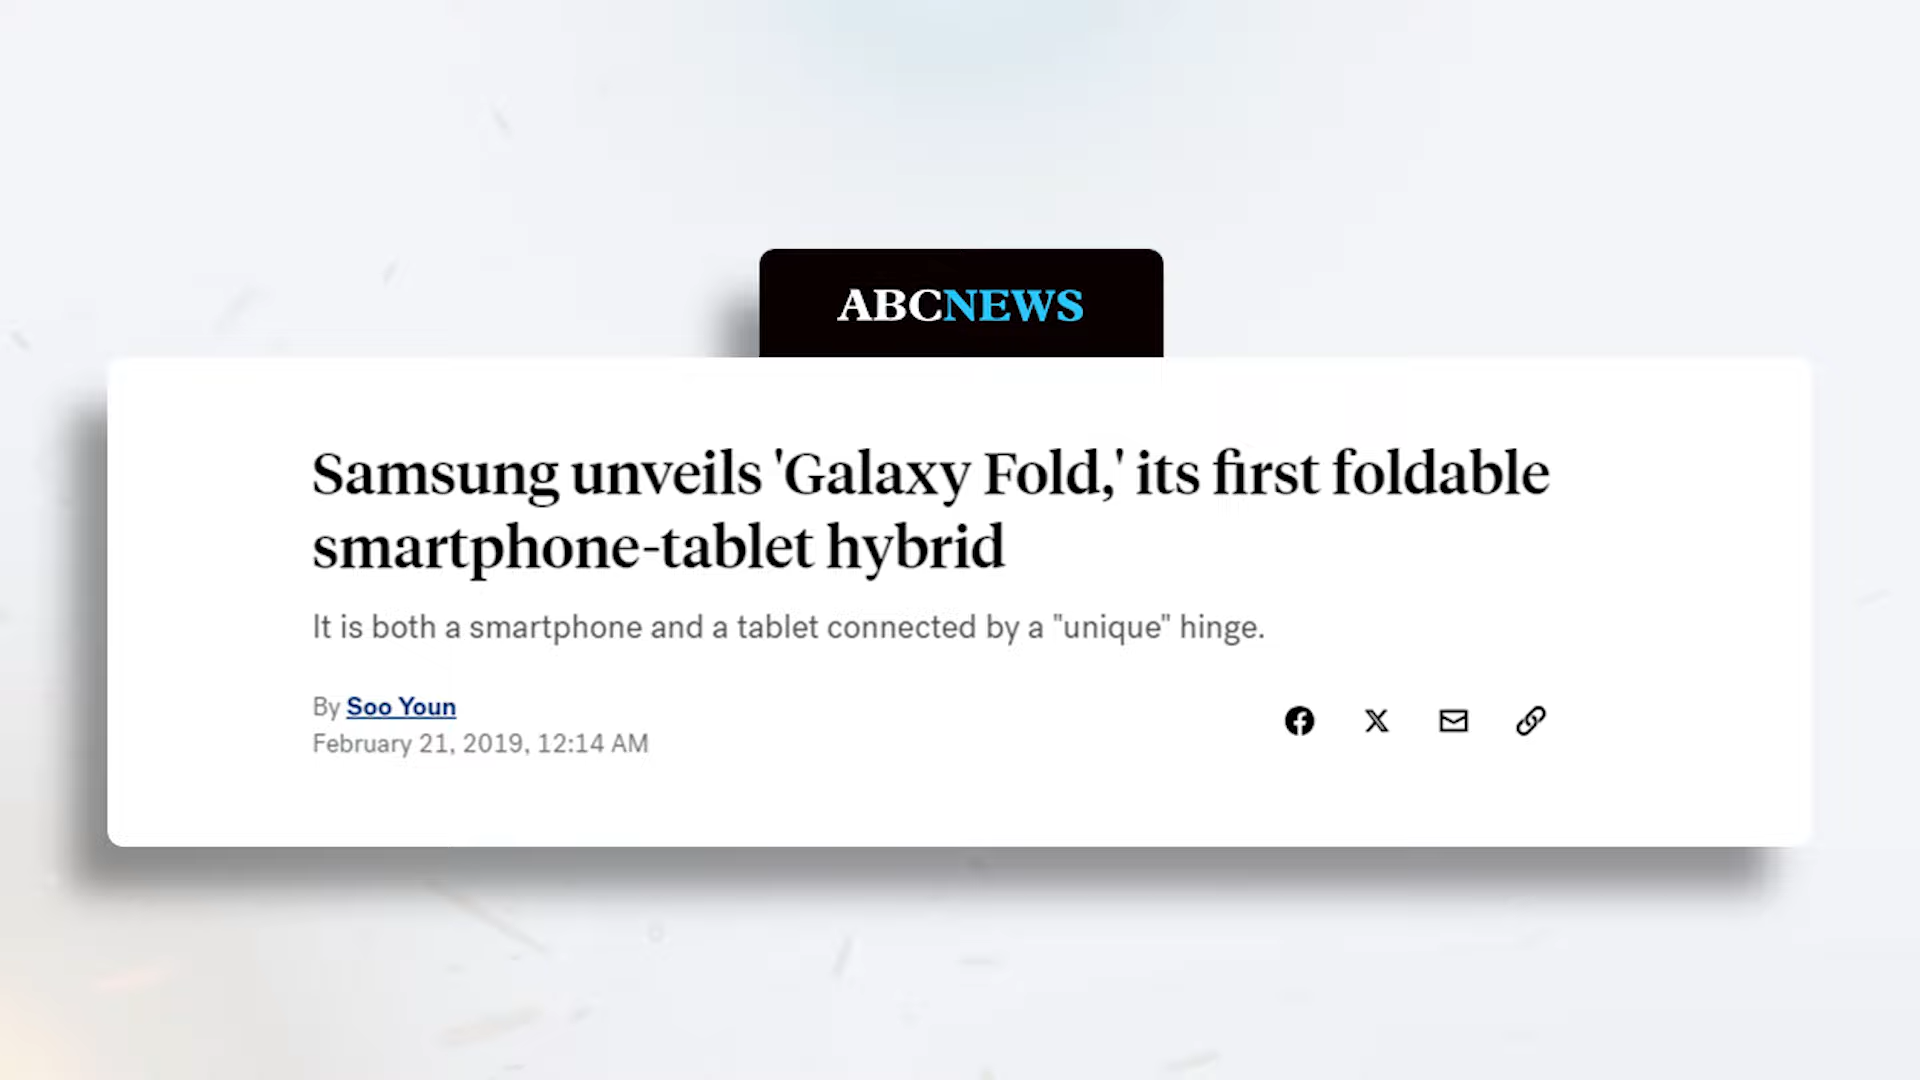 ABCNEWS
Samsung unveils 'Galaxy Fold,' its first foldable
smartphone-tablet hybrid
It is both a smartphone and a tablet connected by a "unique" hinge.
By Soo Youn
February 21, 2019, 12:14 AM